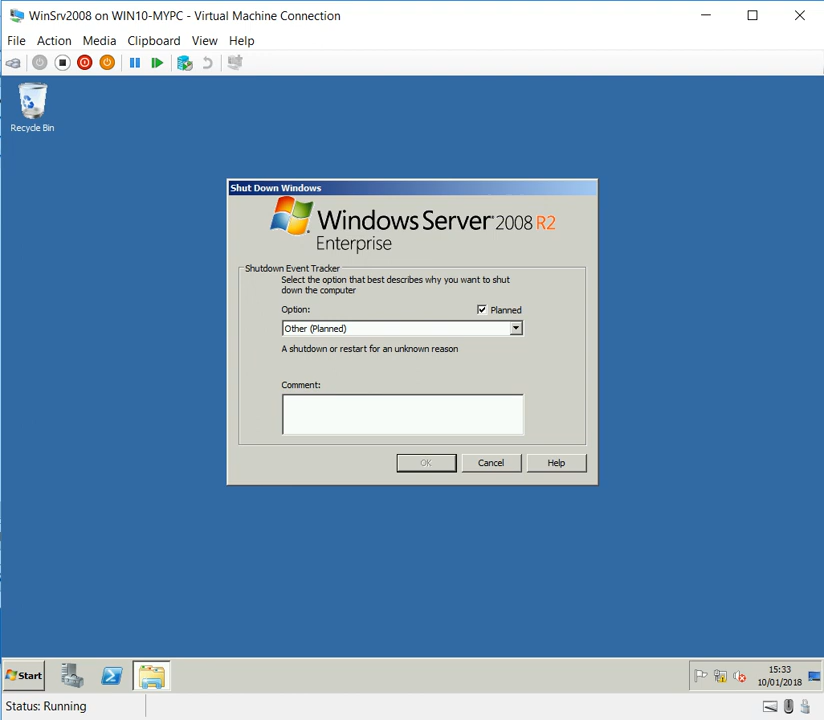 WinSrv2008 on WIN10-MYPC - Virtual Machine Connection
File Action Media Clipboard View Help
Recycle Bin
Shut Down Windows
Windows Server 2008 R2
Enterprise
Shutdown Event Tracker
Select the option that best describes why you want to shut
down the computer
Option: Planned
Other (Planned)
A shutdown or restart for an unknown reason
Comment:
OK Cancel Help
Start
15:33
10/01/2018
Status: Running